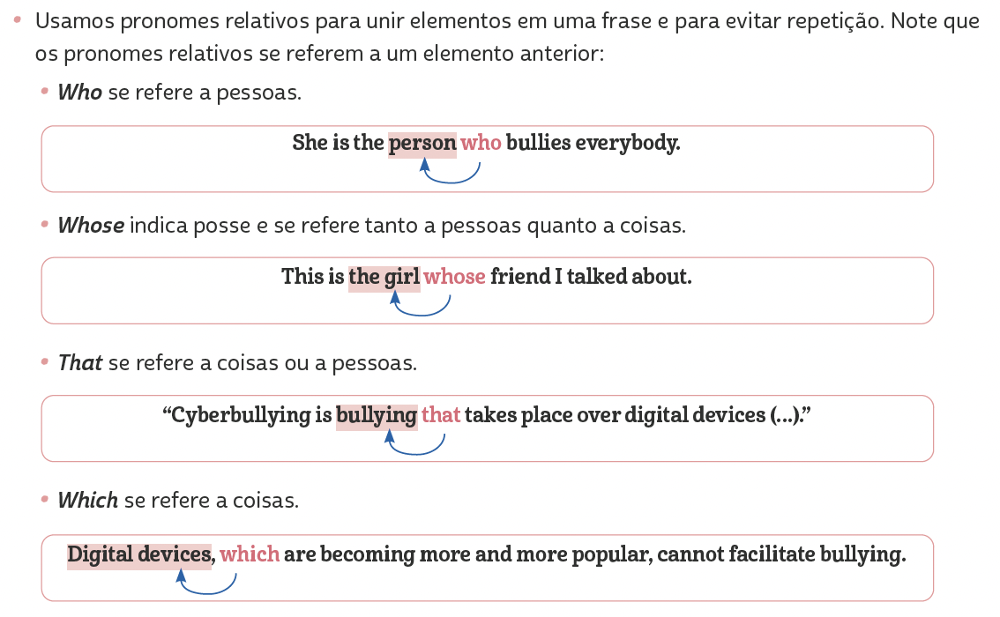 • Usamos pronomes relativos para unir elementos em uma frase e para evitar repetição. Note que
os pronomes relativos se referem a um elemento anterior:
• Who se refere a pessoas.
She is the person who bullies everybody.
• Whose indica posse e se refere tanto a pessoas quanto a coisas.
This is the girl whose friend I talked about.
• That se refere a coisas ou a pessoas.
“Cyberbullying is bullying that takes place over digital devices (...).”
• Which se refere a coisas.
Digital devices, which are becoming more and more popular, cannot facilitate bullying.